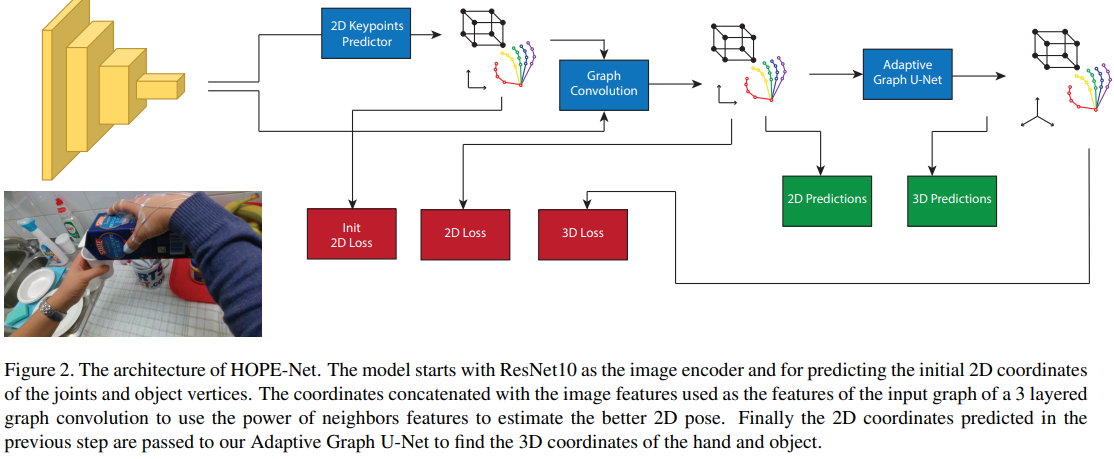 2D Keypoints
Predictor
Graph
Convolution
Adaptive
Graph U-Net
Init
2D Loss
2D Loss
3D Loss
2D Predictions
3D Predictions
Figure 2. The architecture of HOPE-Net. The model starts with ResNet10 as the image encoder and for predicting the initial 2D coordinates
of the joints and object vertices. The coordinates concatenated with the image features used as the features of the input graph of a 3 layered
graph convolution to use the power of neighbors features to estimate the better 2D pose. Finally the 2D coordinates predicted in the
previous step are passed to our Adaptive Graph U-Net to find the 3D coordinates of the hand and object.